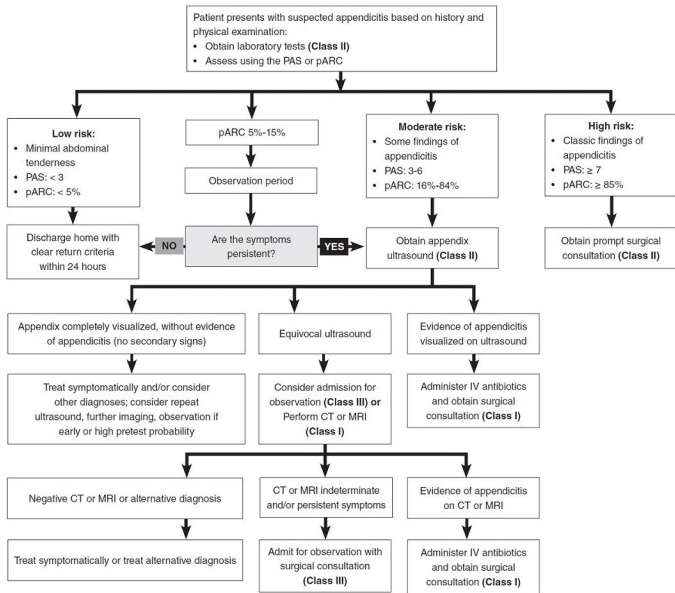 Patient presents with suspected appendicitis based on history and
physical examination:
• Obtain laboratory tests (Class II)
• Assess using the PAS or pARC
Low risk:
• Minimal abdominal
tenderness
• PAS: < 3
• pARC: < 5%
pARC 5%-15%
Moderate risk:
• Some findings of
appendicitis
• PAS: 3-6
• pARC: 16%-84%
High risk:
• Classic findings of
appendicitis
• PAS: ≥ 7
• pARC: ≥ 85%
Observation period
Discharge home with
clear return criteria
within 24 hours
NO
Are the symptoms
persistent?
YES
Obtain appendix
ultrasound (Class II)
Obtain prompt surgical
consultation (Class II)
Appendix completely visualized, without evidence
of appendicitis (no secondary signs)
Equivocal ultrasound
Evidence of appendicitis
visualized on ultrasound
Treat symptomatically and/or consider
other diagnoses; consider repeat
ultrasound, further imaging, observation if
early or high pretest probability
Consider admission for
observation (Class III) or
Perform CT or MRI
(Class I)
Administer IV antibiotics
and obtain surgical
consultation (Class I)
Negative CT or MRI or alternative diagnosis
CT or MRI indeterminate
and/or persistent symptoms
Evidence of appendicitis
on CT or MRI
Treat symptomatically or treat alternative diagnosis
Admit for observation with
surgical consultation
(Class III)
Administer IV antibiotics
and obtain surgical
consultation (Class I)